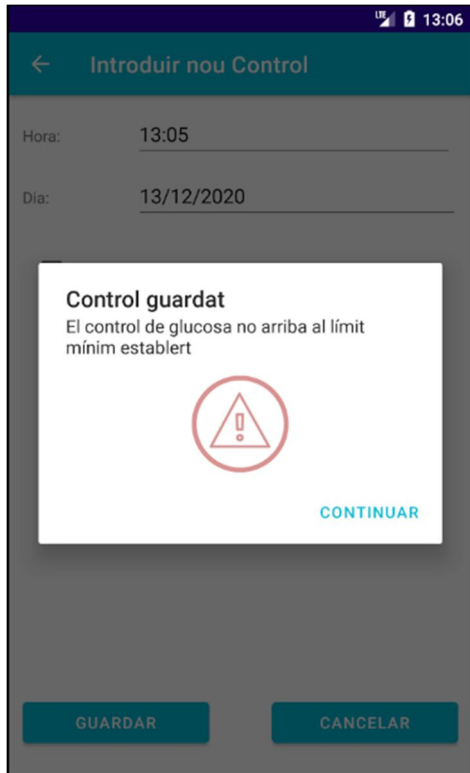 LTE 13:06
Introduir nou Control
Hora: 13:05
Dia: 13/12/2020
Control guardat
El control de glucosa no arriba al límit
mínim establert
CONTINUAR
GUARDAR CANCELAR